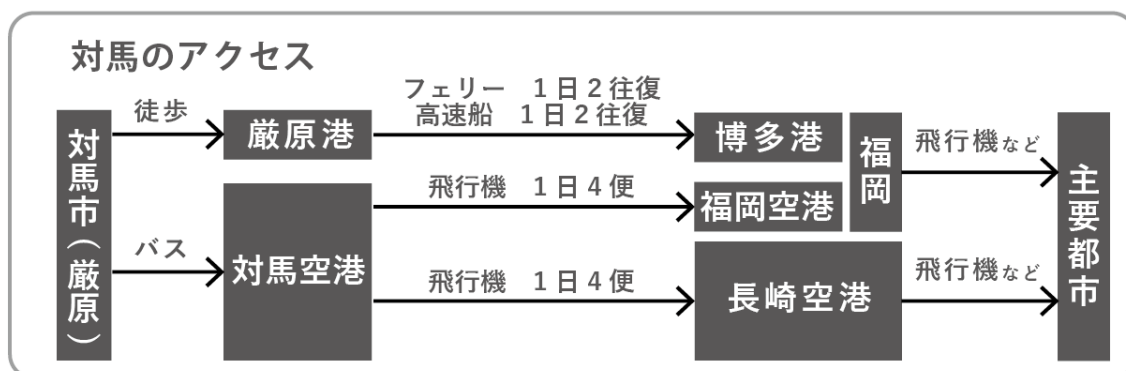 対馬のアクセス
対馬市(厳原)
徒歩
厳原港
フェリー 1日2往復
高速船 1日2往復
博多港
福岡
飛行機など
主要都市
バス
対馬空港
飛行機 1日4便
福岡空港
飛行機 1日4便
長崎空港
飛行機など